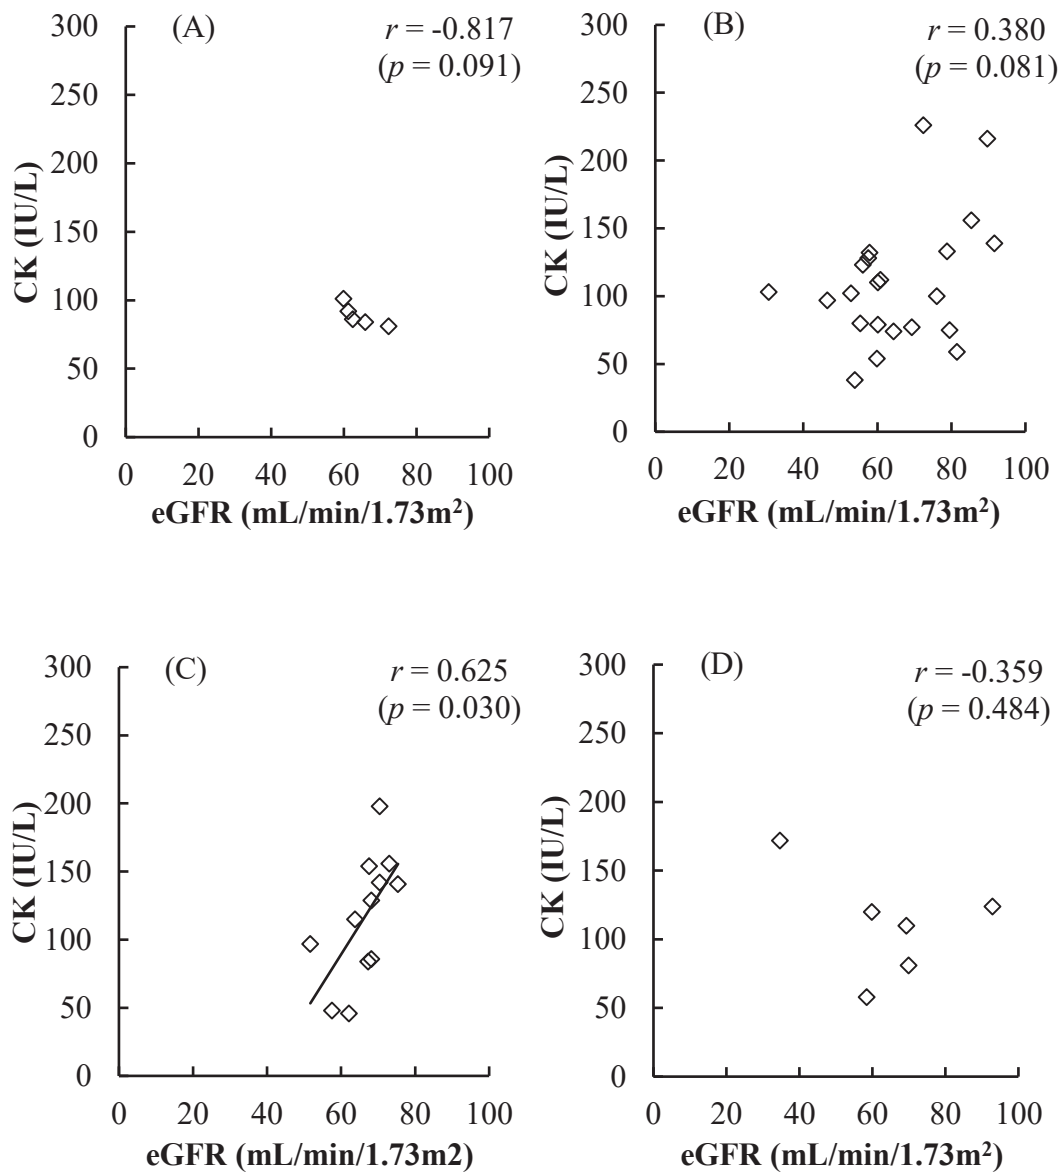 (A)
r = -0.817
(p = 0.091)
300
250
200
150
100
50
0
CK (IU/L)
0 20 40 60 80 100
eGFR (mL/min/1.73m²)
(B)
r = 0.380
(p = 0.081)
300
250
200
150
100
50
0
CK (IU/L)
0 20 40 60 80 100
eGFR (mL/min/1.73m²)
(C)
r = 0.625
(p = 0.030)
300
250
200
150
100
50
0
CK (IU/L)
0 20 40 60 80 100
eGFR (mL/min/1.73m2)
(D)
r = -0.359
(p = 0.484)
300
250
200
150
100
50
0
CK (IU/L)
0 20 40 60 80 100
eGFR (mL/min/1.73m²)